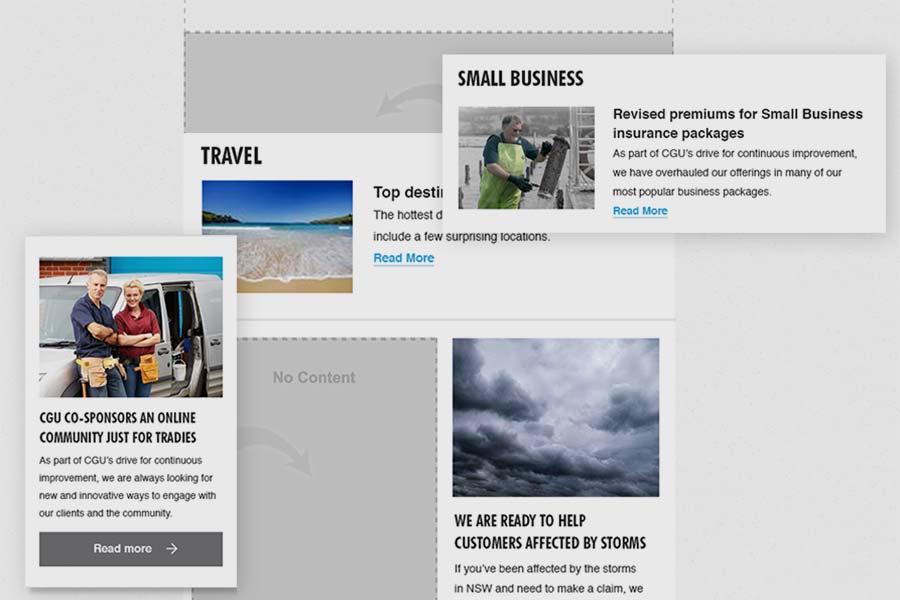 SMALL BUSINESS
Revised premiums for Small Business
insurance packages
As part of CGU's drive for continuous improvement,
we have overhauled our offerings in many of our
most popular business packages.
Read More
TRAVEL
Top
The hottest
include a few surprising locations.
Read More
CGU CO-SPONSORS AN ONLINE
COMMUNITY JUST FOR TRADIES
As part of CGU's drive for continuous
improvement, we are always looking for
new and innovative ways to engage with
our clients and the community.
Read more
No Content
WE ARE READY TO HELP
CUSTOMERS AFFECTED BY STORMS
If you've been affected by the storms
in NSW and need to make a claim, we